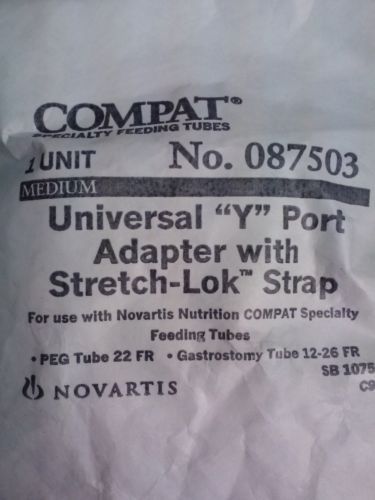 COMPAT®
SPECIALTY FEEDING TUBES
1 UNIT No. 087503
MEDIUM
Universal “Y” Port
Adapter with
Stretch-Lok™ Strap
For use with Novartis Nutrition COMPAT Specialty
Feeding Tubes
• PEG Tube 22 FR • Gastrostomy Tube 12-26 FR
SB 1075
NOVARTIS
C9